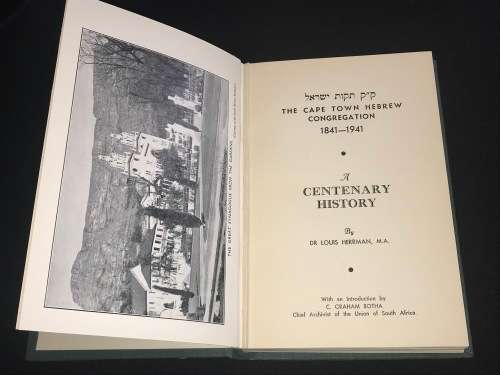 THE GREAT SYNAGOGUE FROM THE GARDENS
ק״ק תקות ישראל
THE CAPE TOWN HEBREW
CONGREGATION
1841—1941
A
CENTENARY
HISTORY
By
DR LOUIS HERRMAN, M.A.
With an Introduction by
C. GRAHAM BOTHA
Chief Archivist of the Union of South Africa